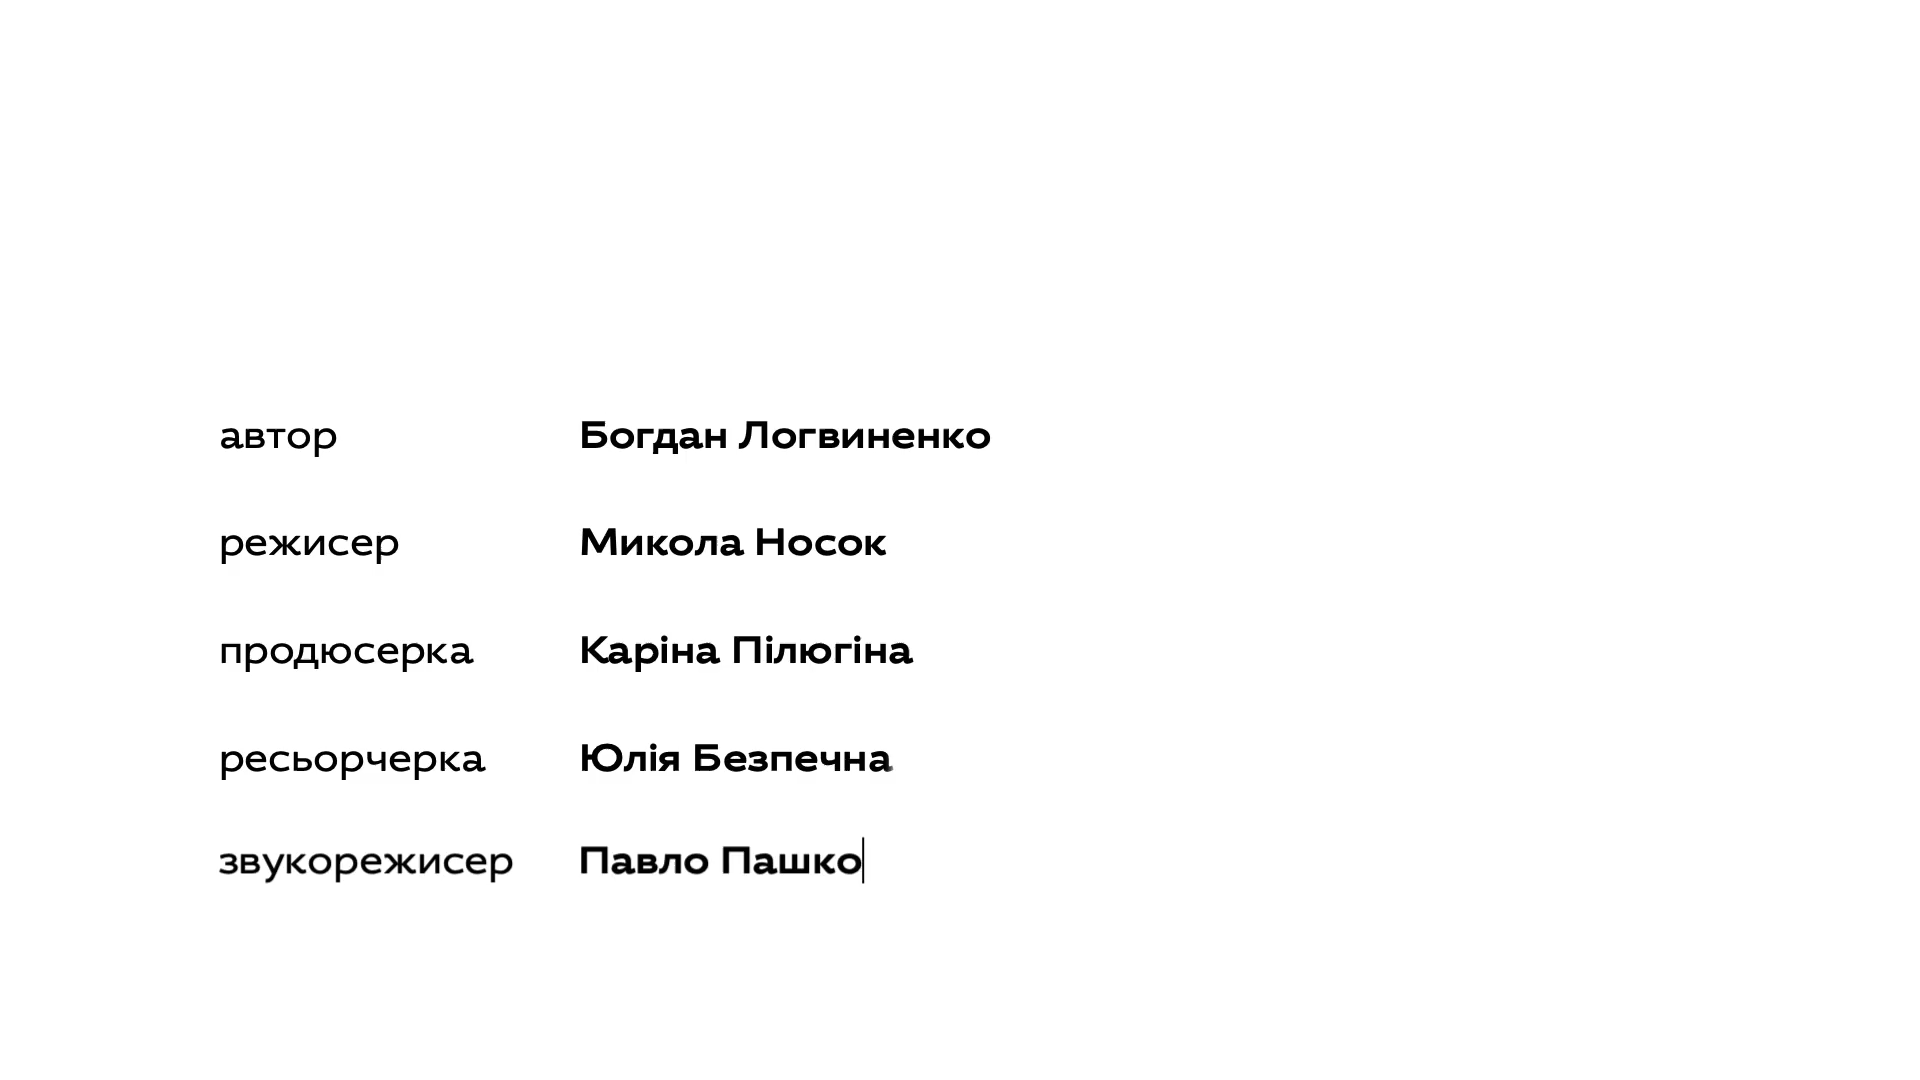 автор Богдан Логвиненко
режисер Микола Носок
продюсерка Каріна Пілюгіна
ресьорчерка Юлія Безпечна
звукорежисер Павло Пашко